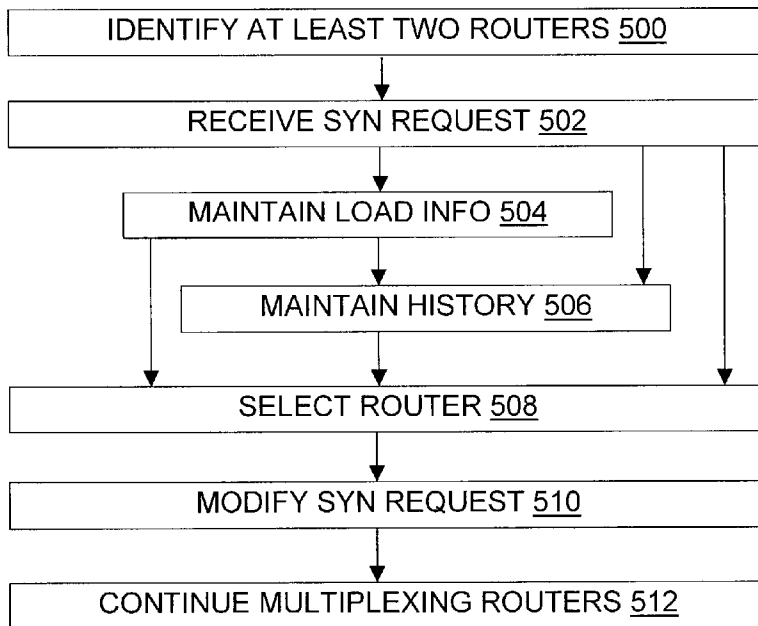 IDENTIFY AT LEAST TWO ROUTERS 500
RECEIVE SYN REQUEST 502
MAINTAIN LOAD INFO 504
MAINTAIN HISTORY 506
SELECT ROUTER 508
MODIFY SYN REQUEST 510
CONTINUE MULTIPLEXING ROUTERS 512